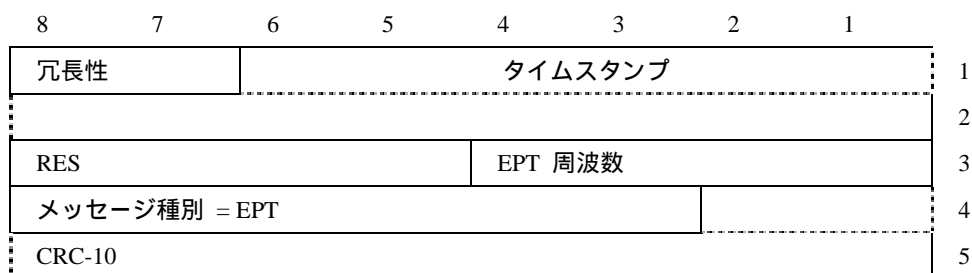 8 7 6 5 4 3 2 1
冗長性 タイムスタンプ 1
2
RES EPT 周波数 3
メッセージ種別 = EPT 4
CRC-10 5